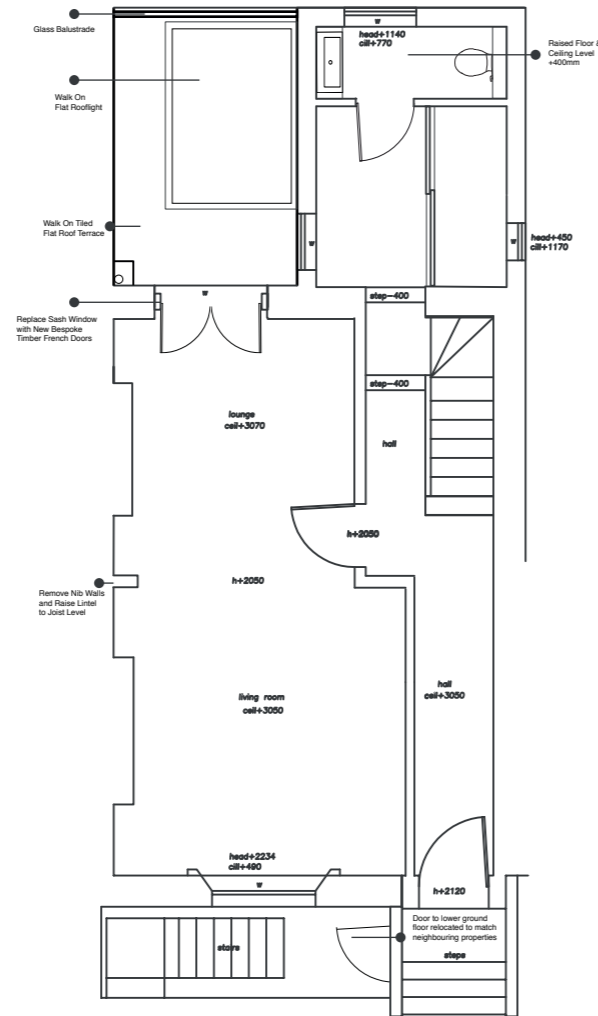 Glass Balustrade
w
head+1140
cill+770
Raised Floor &
Ceiling Level
+400mm
Walk On
Flat Rooflight
Walk On Tiled
Flat Roof Terrace
w
w
head+450
cill+1170
w
step-400
Replace Sash Window
with New Bespoke
Timber French Doors
step-400
lounge
ceil+3070
hall
h+2050
h+2050
Remove Nib Walls
and Raise Lintel
to Joist Level
living room
ceil+3050
hall
ceil+3050
head+2234
cill+490
w
h+2120
Door to lower ground
floor relocated to match
neighbouring properties
stairs
steps